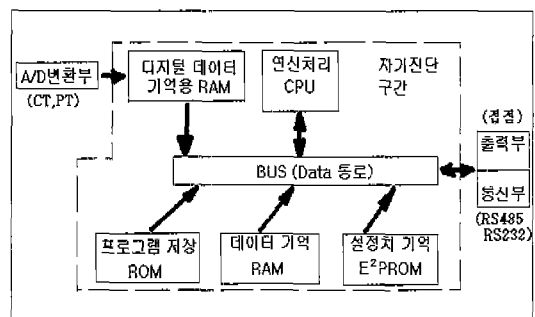 A/D변환부
(CT,PT)
디지털 데이터
기억용 RAM
연산처리
CPU
자기진단
구간
BUS (Data 통로)
(접점)
출력부
통신부
(RS485
RS232)
프로그램 저장
ROM
데이터 기억
RAM
설정치 기억
E²PROM